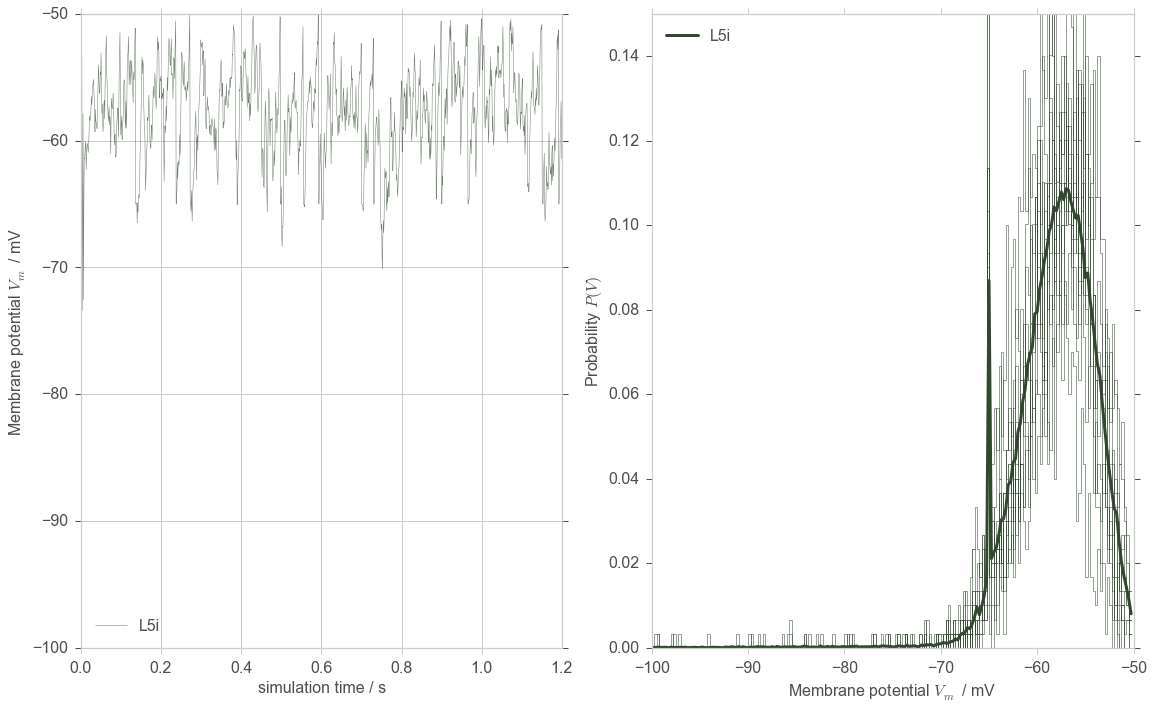 −50
−60
−70
−80
−90
−100
Membrane potential V_m / mV
L5i
0.0 0.2 0.4 0.6 0.8 1.0 1.2
simulation time / s
L5i
0.14
0.12
0.10
0.08
0.06
0.04
0.02
0.00
Probability P(V)
−100 −90 −80 −70 −60 −50
Membrane potential V_m / mV